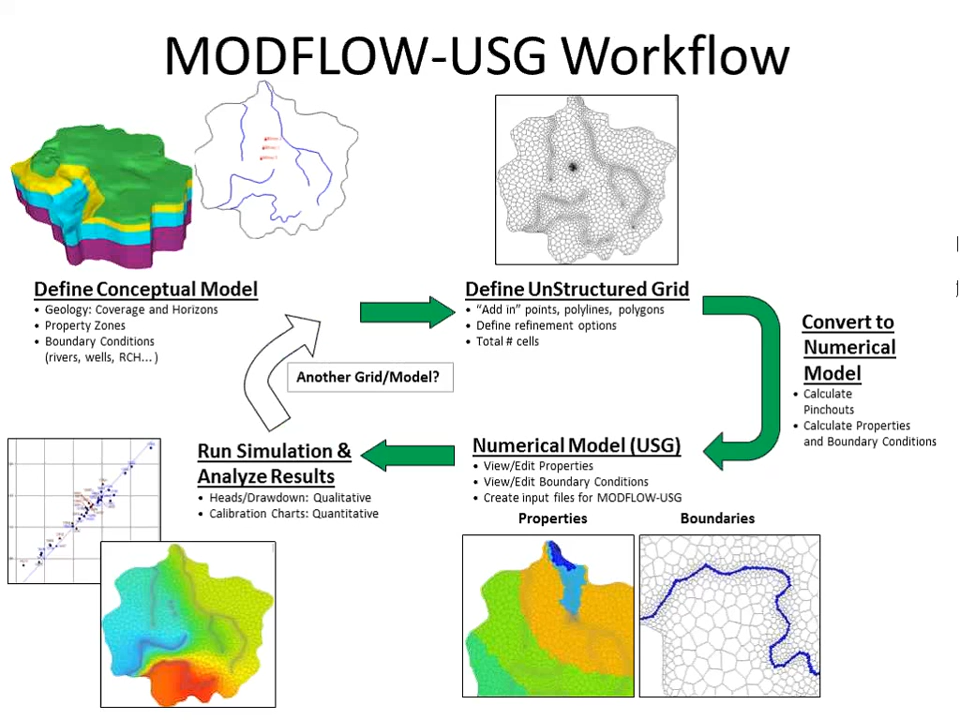 MODFLOW-USG Workflow
Define Conceptual Model
• Geology: Coverage and Horizons
• Property Zones
• Boundary Conditions
(rivers, wells, RCH... )
Define UnStructured Grid
• “Add in” points, polylines, polygons
• Define refinement options
• Total # cells
Convert to
Numerical
Model
• Calculate
Pinchouts
• Calculate Properties
and Boundary Conditions
Another Grid/Model?
Numerical Model (USG)
• View/Edit Properties
• View/Edit Boundary Conditions
• Create input files for MODFLOW-USG
Run Simulation &
Analyze Results
• Heads/Drawdown: Qualitative
• Calibration Charts: Quantitative
Properties
Boundaries